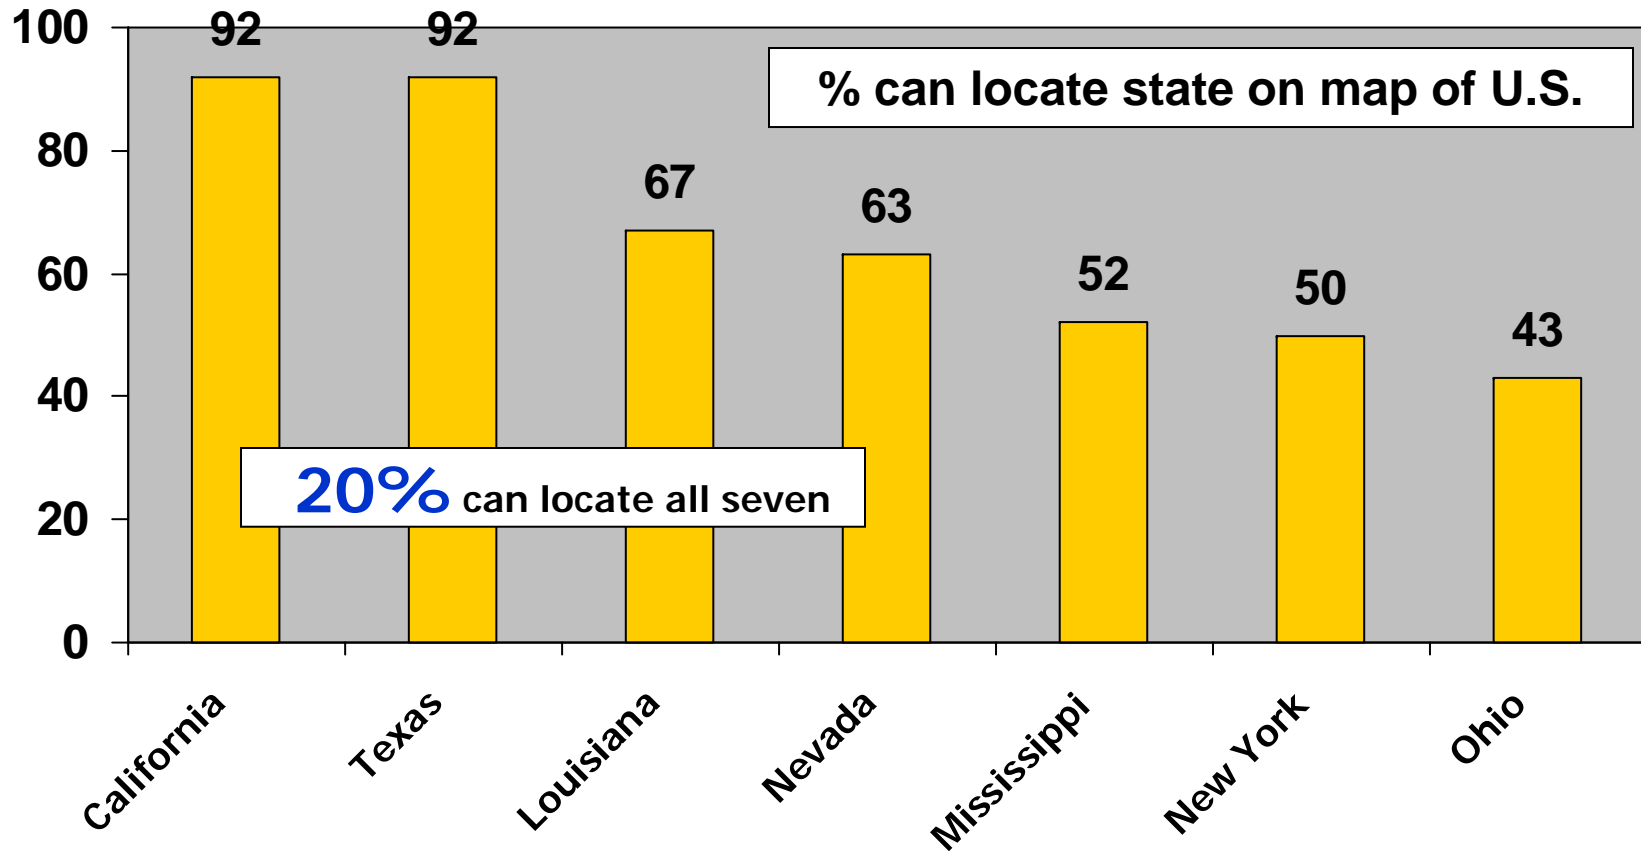 % can locate state on map of U.S.
100
80
60
40
20
0
92
92
67
63
52
50
43
20% can locate all seven
California
Texas
Louisiana
Nevada
Mississippi
New York
Ohio